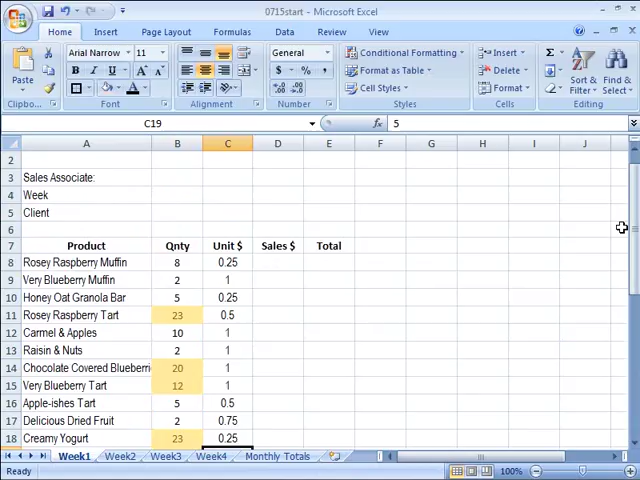 0715start - Microsoft Excel
Home Insert Page Layout Formulas Data Review View
Paste
Arial Narrow 11
General
Conditional Formatting
Format as Table
Cell Styles
Insert
Delete
Format
Sort & Filter
Find & Select
Clipboa... Font Alignment Number Styles Cells Editing
C19 fx 5
A B C D E F G H I J
2
3 Sales Associate:
4 Week
5 Client
6
7 Product Qnty Unit $ Sales $ Total
8 Rosey Raspberry Muffin 8 0.25
9 Very Blueberry Muffin 2 1
10 Honey Oat Granola Bar 5 0.25
11 Rosey Raspberry Tart 23 0.5
12 Carmel & Apples 10 1
13 Raisin & Nuts 2 1
14 Chocolate Covered Blueberri 20 1
15 Very Blueberry Tart 12 1
16 Apple-ishes Tart 5 0.5
17 Delicious Dried Fruit 2 0.75
18 Creamy Yogurt 23 0.25
Week1 Week2 Week3 Week4 Monthly Totals
Ready 100%